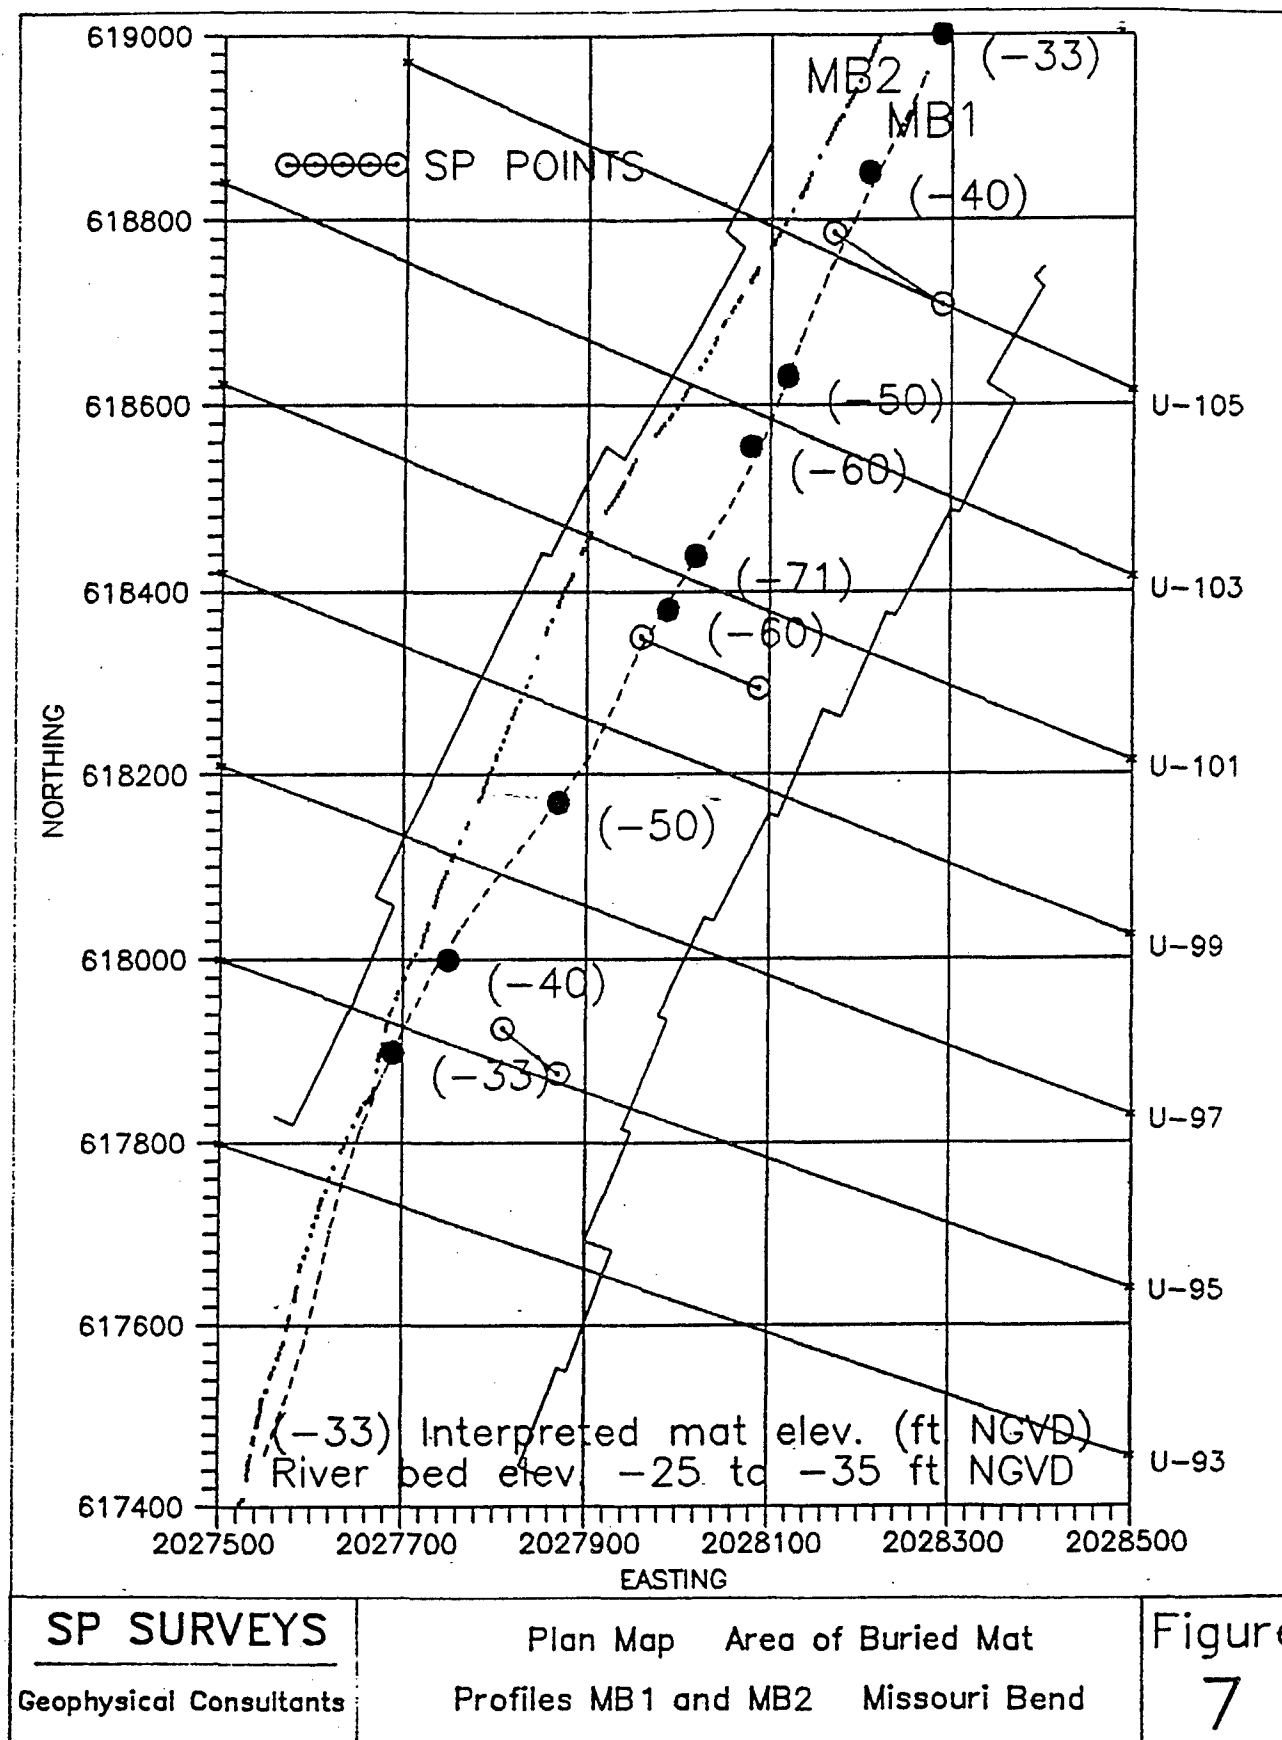 619000
(-33)
MB2
MB1
SP POINTS
(-40)
618800
(-50)
618600
U-105
(-60)
(-71)
618400
U-103
(-60)
NORTHING
618200
U-101
(-50)
618000
U-99
(-40)
(-33)
617800
U-97
617600
U-95
(-33) Interpreted mat elev. (ft NGVD)
River bed elev. -25 to -35 ft NGVD
U-93
617400
2027500 2027700 2027900 2028100 2028300 2028500
EASTING
SP SURVEYS
Geophysical Consultants
Plan Map Area of Buried Mat
Profiles MB1 and MB2 Missouri Bend
Figure
7